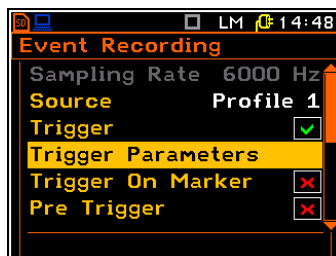 SD LM 14:48
Event Recording
Sampling Rate 6000 Hz
Source Profile 1
Trigger
Trigger Parameters
Trigger On Marker
Pre Trigger